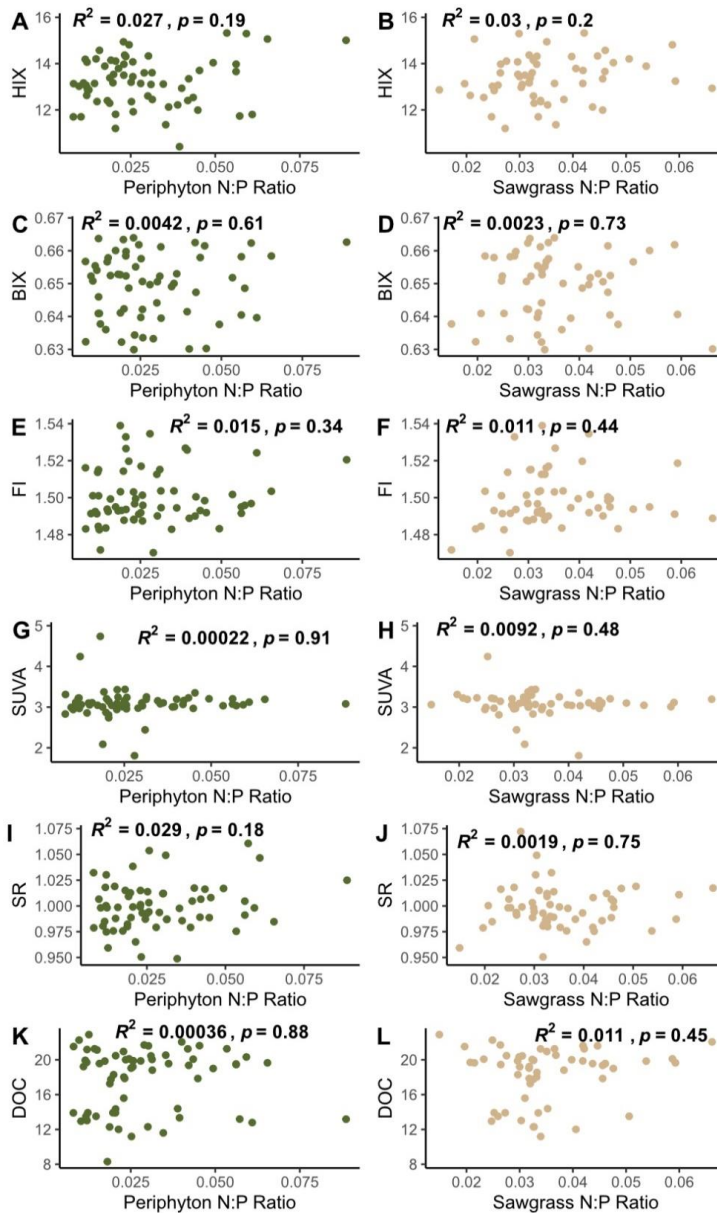 A R² = 0.027 , p = 0.19
16
14
12
HIX
0.025 0.050 0.075
Periphyton N:P Ratio
B R² = 0.03 , p = 0.2
16
14
12
HIX
0.02 0.03 0.04 0.05 0.06
Sawgrass N:P Ratio
C R² = 0.0042 , p = 0.61
0.67
0.66
0.65
0.64
0.63
BIX
0.025 0.050 0.075
Periphyton N:P Ratio
D R² = 0.0023 , p = 0.73
0.67
0.66
0.65
0.64
0.63
BIX
0.02 0.03 0.04 0.05 0.06
Sawgrass N:P Ratio
E R² = 0.015 , p = 0.34
1.54
1.52
1.50
1.48
FI
0.025 0.050 0.075
Periphyton N:P Ratio
F R² = 0.011 , p = 0.44
1.54
1.52
1.50
1.48
FI
0.02 0.03 0.04 0.05 0.06
Sawgrass N:P Ratio
G R² = 0.00022 , p = 0.91
5
4
3
2
SUVA
0.025 0.050 0.075
Periphyton N:P Ratio
H R² = 0.0092 , p = 0.48
5
4
3
2
SUVA
0.02 0.03 0.04 0.05 0.06
Sawgrass N:P Ratio
I R² = 0.029 , p = 0.18
1.075
1.050
1.025
1.000
0.975
0.950
SR
0.025 0.050 0.075
Periphyton N:P Ratio
J R² = 0.0019 , p = 0.75
1.075
1.050
1.025
1.000
0.975
0.950
SR
0.02 0.03 0.04 0.05 0.06
Sawgrass N:P Ratio
K R² = 0.00036 , p = 0.88
20
16
12
8
DOC
0.025 0.050 0.075
Periphyton N:P Ratio
L R² = 0.011 , p = 0.45
20
16
12
8
DOC
0.02 0.03 0.04 0.05 0.06
Sawgrass N:P Ratio